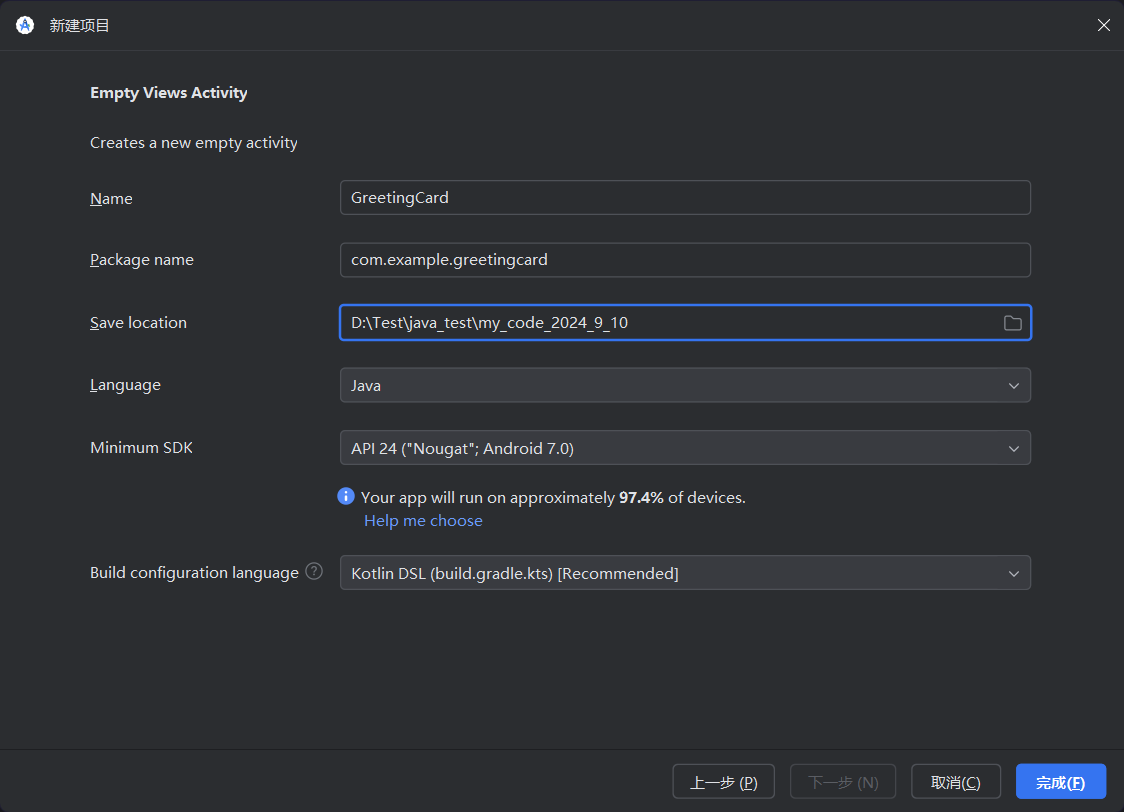 新建项目
Empty Views Activity
Creates a new empty activity
Name
GreetingCard
Package name
com.example.greetingcard
Save location
D:\Test\java_test\my_code_2024_9_10
Language
Java
Minimum SDK
API 24 ("Nougat"; Android 7.0)
Your app will run on approximately 97.4% of devices.
Help me choose
Build configuration language
Kotlin DSL (build.gradle.kts) [Recommended]
上一步 (P) 下一步 (N) 取消(C) 完成(F)